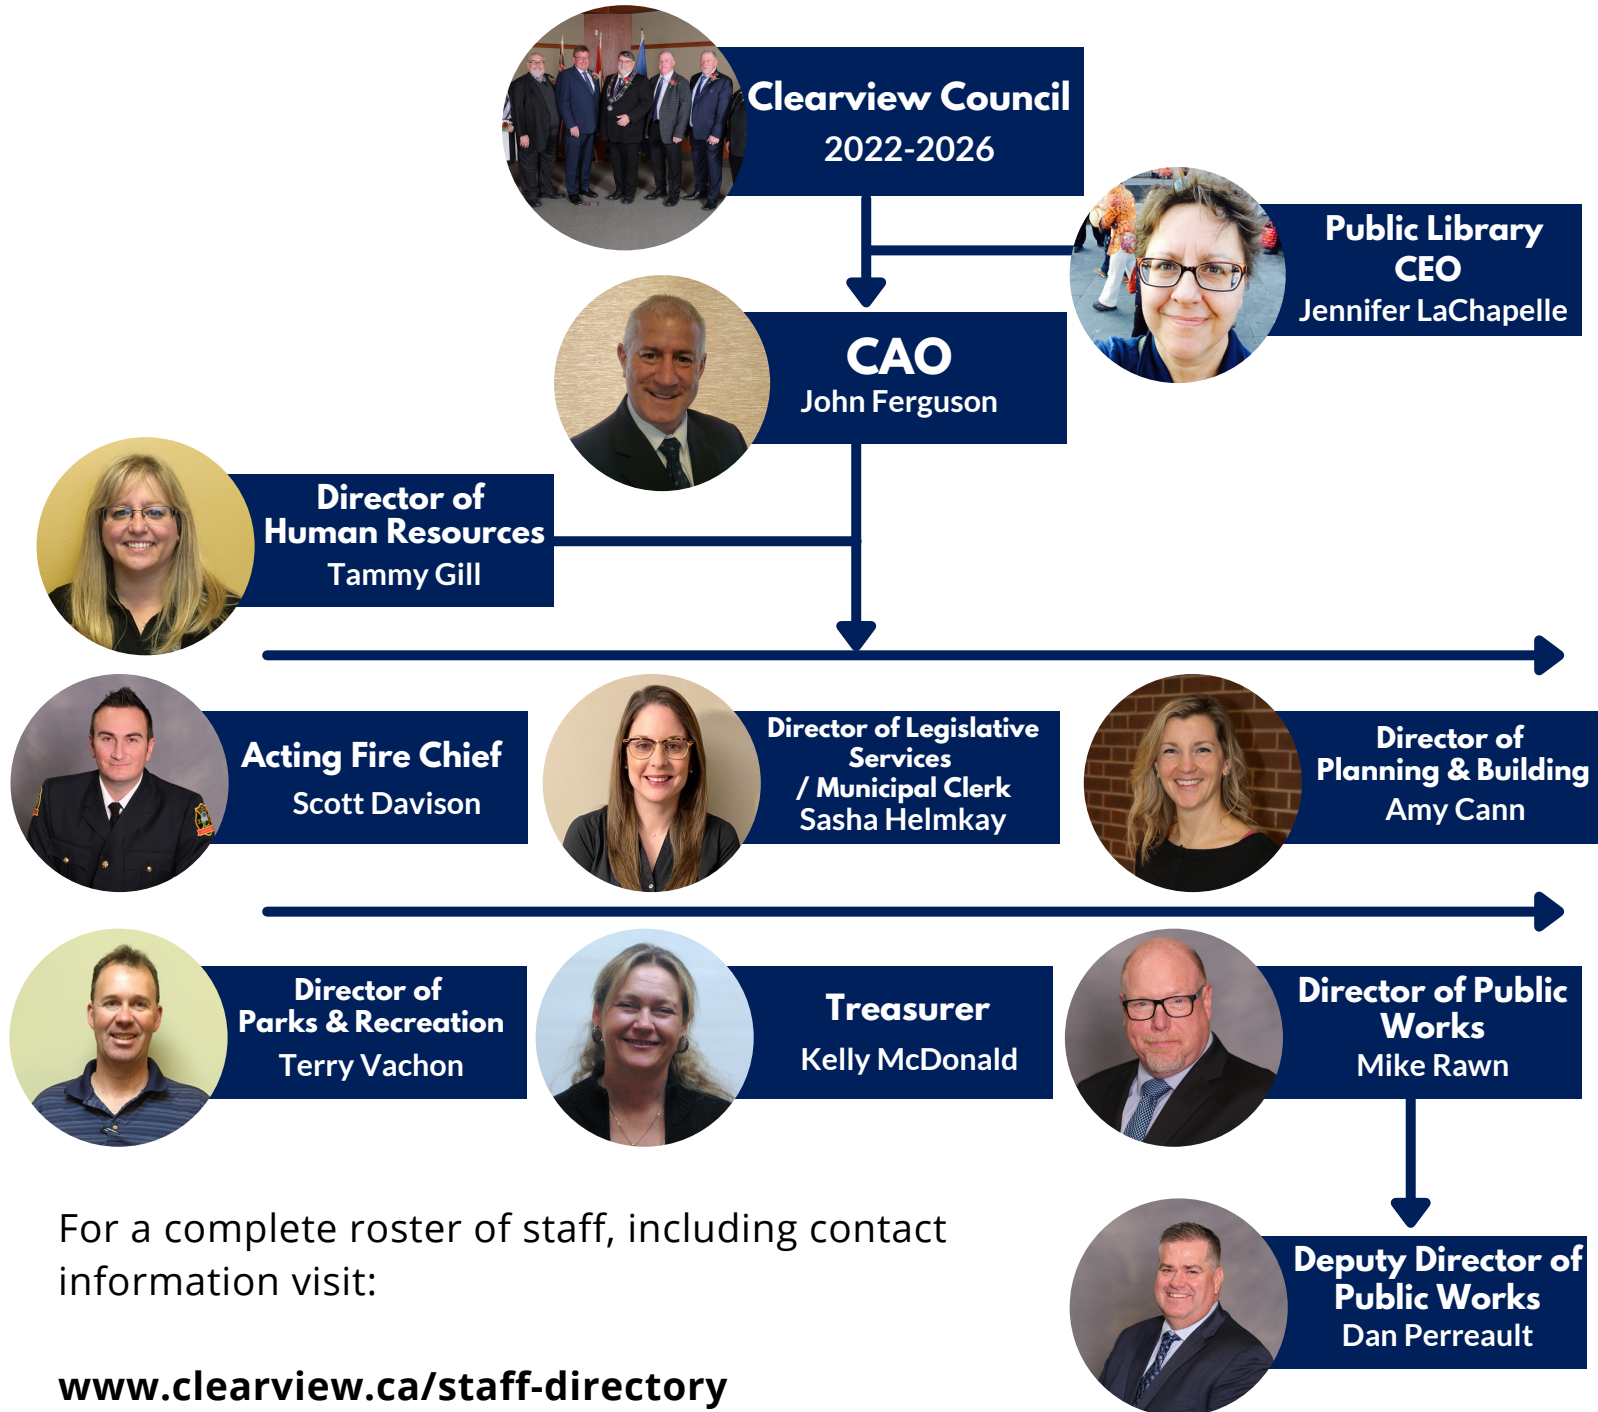 Clearview Council
2022-2026
Public Library
CEO
Jennifer LaChapelle
CAO
John Ferguson
Director of
Human Resources
Tammy Gill
Acting Fire Chief
Scott Davison
Director of Legislative
Services
/ Municipal Clerk
Sasha Helmkay
Director of
Planning & Building
Amy Cann
Director of
Parks & Recreation
Terry Vachon
Treasurer
Kelly McDonald
Director of Public
Works
Mike Rawn
Deputy Director of
Public Works
Dan Perreault
For a complete roster of staff, including contact
information visit:
www.clearview.ca/staff-directory